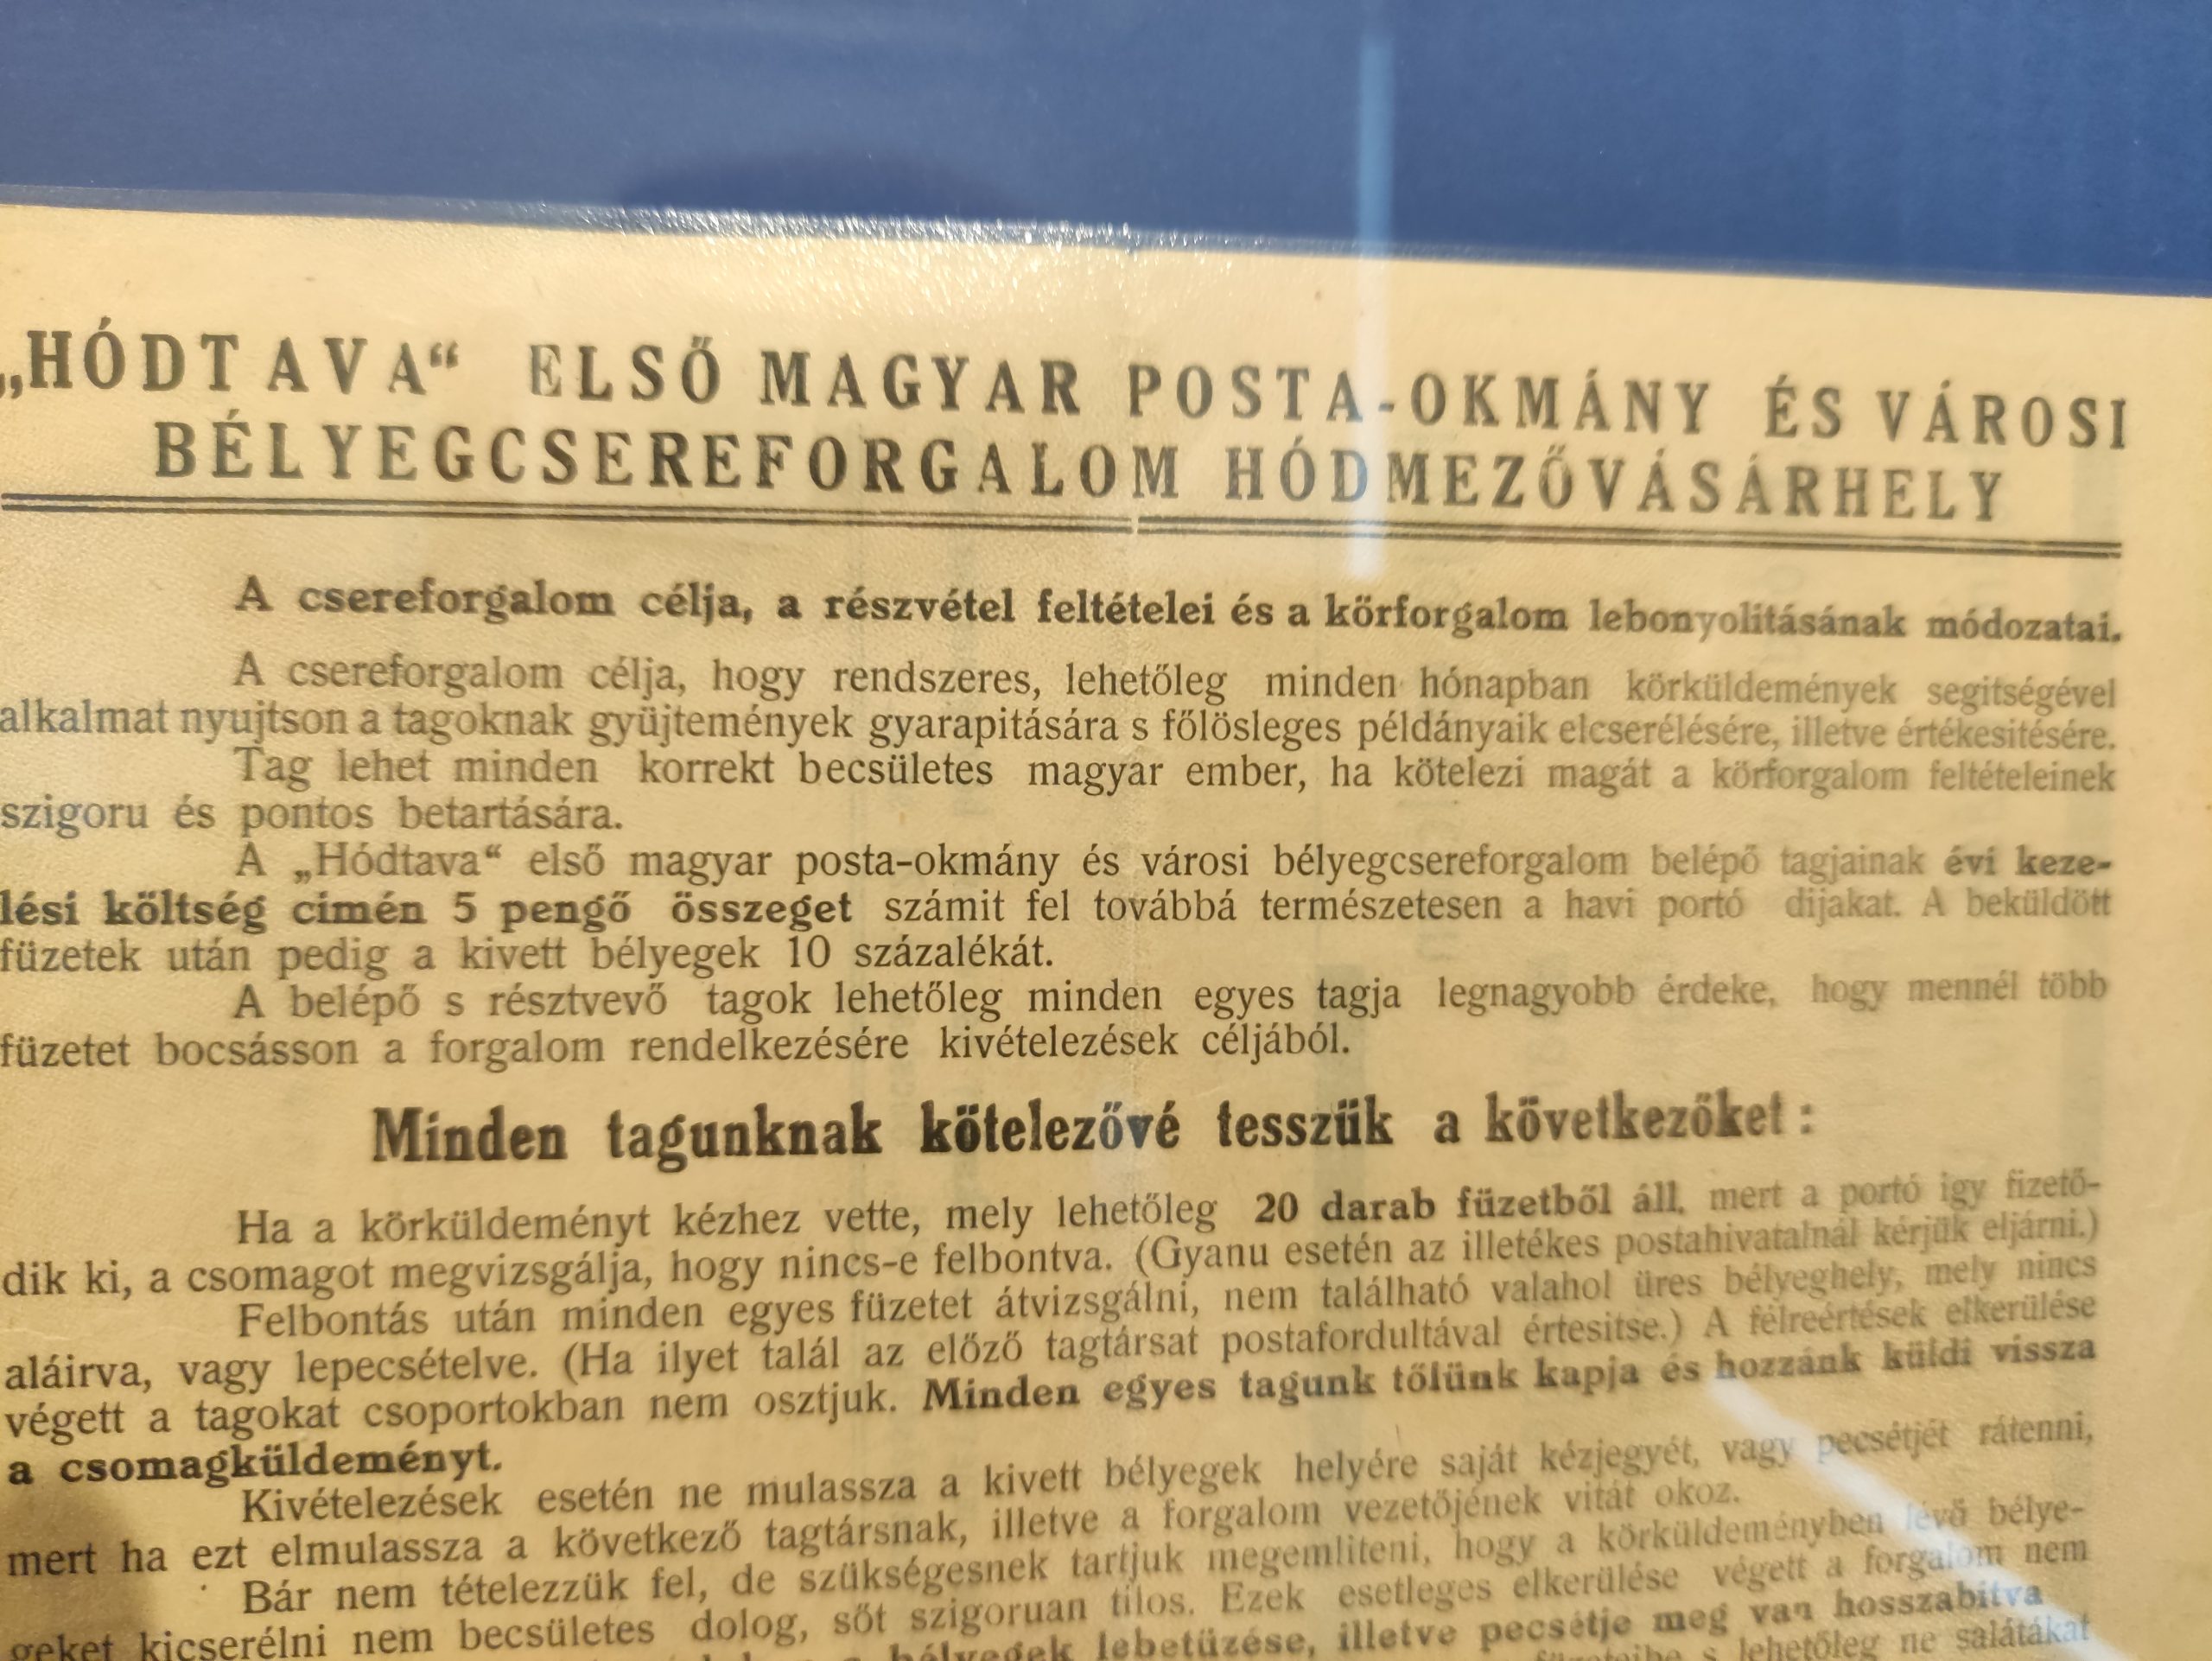 „HÓDTAVA“ ELSŐ MAGYAR POSTA-OKMÁNY ÉS VÁROSI
BÉLYEGCSEREFORGALOM HÓDMEZŐVÁSÁRHELY
A csereforgalom célja, a részvétel feltételei és a körforgalom lebonyolitásának módozatai.
A csereforgalom célja, hogy rendszeres, lehetőleg minden hónapban körküldemények segitségével
alkalmat nyujtson a tagoknak gyüjtemények gyarapitására s fölösleges példányaik elcserélésére, illetve értékesitésére.
Tag lehet minden korrekt becsületes magyar ember, ha kötelezi magát a körforgalom feltételeinek
szigoru és pontos betartására.
A „Hódtava“ első magyar posta-okmány és városi bélyegcsereforgalom belépő tagjainak évi keze-
lési költség cimén 5 pengő összeget számit fel továbbá természetesen a havi portó dijakat. A beküldött
füzetek után pedig a kivett bélyegek 10 százalékát.
A belépő s résztvevő tagok lehetőleg minden egyes tagja legnagyobb érdeke, hogy mennél több
füzetet bocsásson a forgalom rendelkezésére kivételezések céljából.
Minden tagunknak kötelezővé tesszük a következőket :
Ha a körküldeményt kézhez vette, mely lehetőleg 20 darab füzetből áll, mert a portó igy fizető-
dik ki, a csomagot megvizsgálja, hogy nincs-e felbontva. (Gyanu esetén az illetékes postahivatalnál kérjük eljárni.)
Felbontás után minden egyes füzetet átvizsgálni, nem található valahol üres bélyeghely, mely nincs
aláirva, vagy lepecsételve. (Ha ilyet talál az előző tagtársat postafordultával értesitse.) A félreértések elkerülése
végett a tagokat csoportokban nem osztjuk. Minden egyes tagunk tőlünk kapja és hozzánk küldi vissza
a csomagküldeményt.
Kivételezések esetén ne mulassza a kivett bélyegek helyére saját kézjegyét, vagy pecsétjét rátenni,
mert ha ezt elmulassza a következő tagtársnak, illetve a forgalom vezetőjének vitát okoz.
Bár nem tételezzük fel, de szükségesnek tartjuk megemliteni, hogy a körküldeményben lévő bélye-
geket kicserélni nem becsületes dolog, sőt szigoruan tilos. Ezek esetleges elkerülése végett a forgalom nem
bélyegek lebetüzése, illetve pecsétje meg van hosszabitva
s lehetőleg ne salátákat